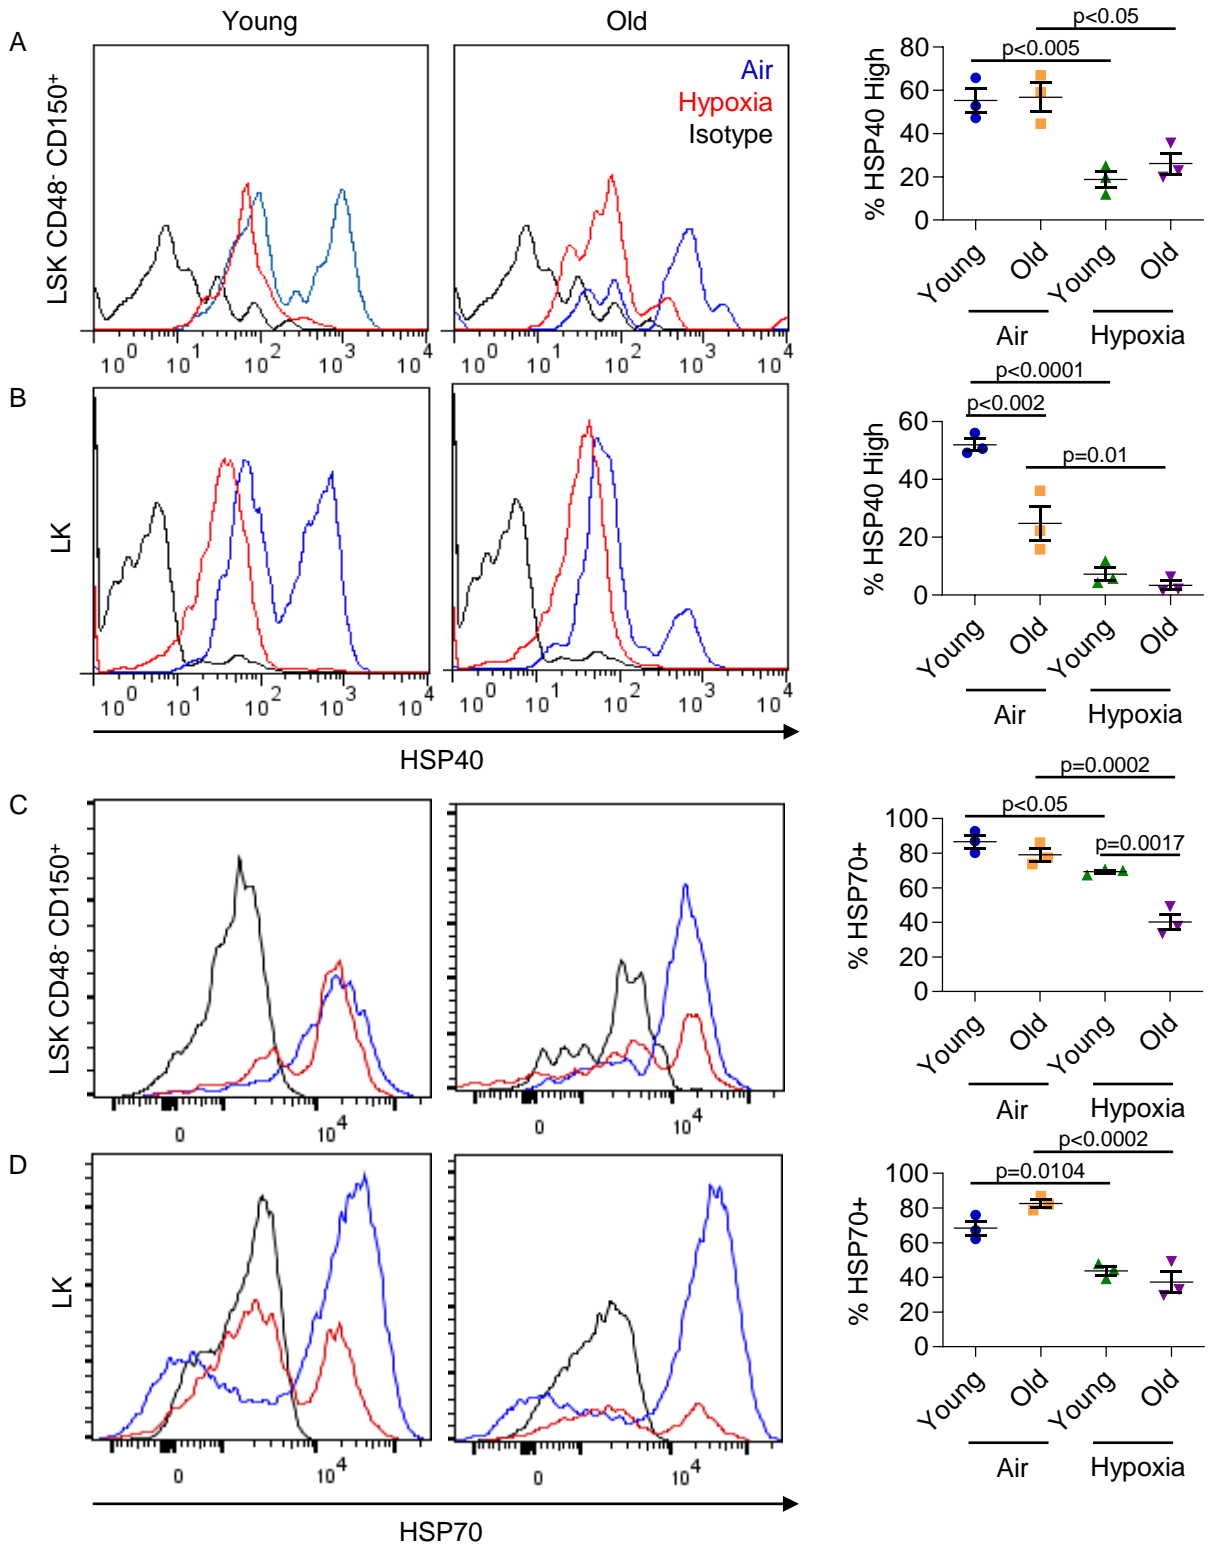 A
Young
Old
LSK CD48- CD150+
Air
Hypoxia
Isotype
10^0 10^1 10^2 10^3 10^4
10^0 10^1 10^2 10^3 10^4
p<0.05
p<0.005
% HSP40 High
80
60
40
20
0
Young Old Young Old
Air Hypoxia
B
LK
10^0 10^1 10^2 10^3 10^4
10^0 10^1 10^2 10^3 10^4
HSP40
p<0.0001
p<0.002
p=0.01
% HSP40 High
60
40
20
0
Young Old Young Old
Air Hypoxia
C
LSK CD48- CD150+
0 10^4
0 10^4
p=0.0002
p<0.05
p=0.0017
% HSP70+
100
80
60
40
20
0
Young Old Young Old
Air Hypoxia
D
LK
0 10^4
0 10^4
HSP70
p<0.0002
p=0.0104
% HSP70+
100
80
60
40
20
0
Young Old Young Old
Air Hypoxia